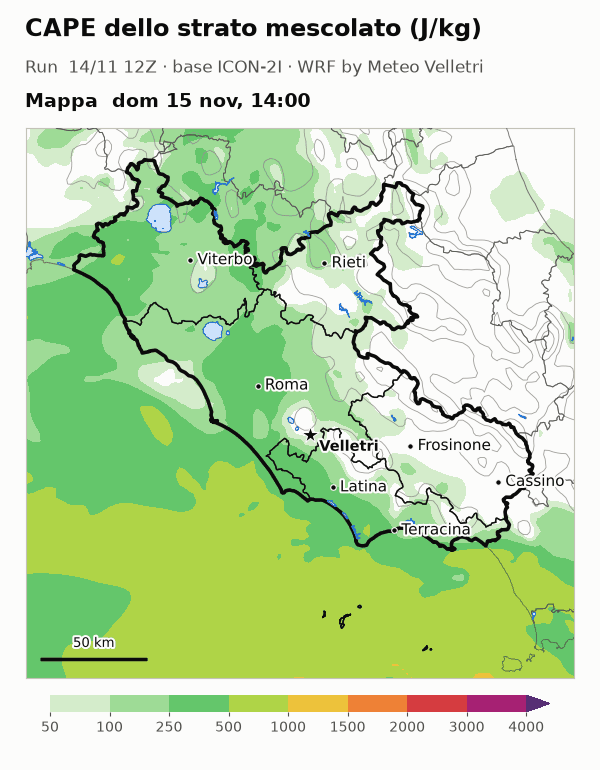 CAPE dello strato mescolato (J/kg)
Run  14/11 12Z · base ICON-2I · WRF by Meteo Velletri
Mappa  dom 15 nov, 14:00
Viterbo
Rieti
Roma
Velletri
Frosinone
Cassino
Latina
Terracina
50 km
50 100 250 500 1000 1500 2000 3000 4000